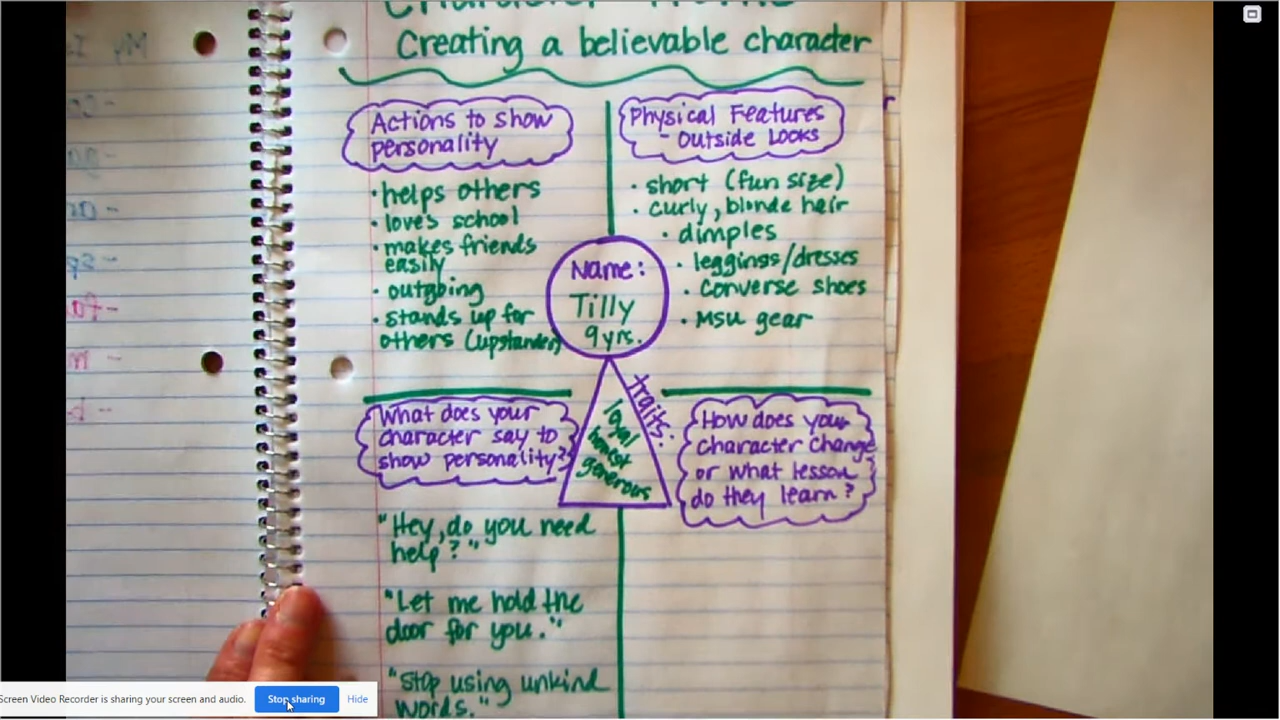 Creating a believable character
Actions to show
personality
• helps others
• loves school
• makes friends
easily
• outgoing
• stands up for
others (upstander)
Physical Features
- Outside Looks
• short (fun size)
• curly, blonde hair
• dimples
• leggings/dresses
• converse shoes
• MSU gear
Name:
Tilly
9yrs.
traits:
loyal
honest
generous
What does your
character say to
show personality?
"Hey, do you need
help?"
"Let me hold the
door for you."
"Stop using unkind
words."
How does your
character change
or what lesson
do they learn?
Screen Video Recorder is sharing your screen and audio.
Stop sharing
Hide